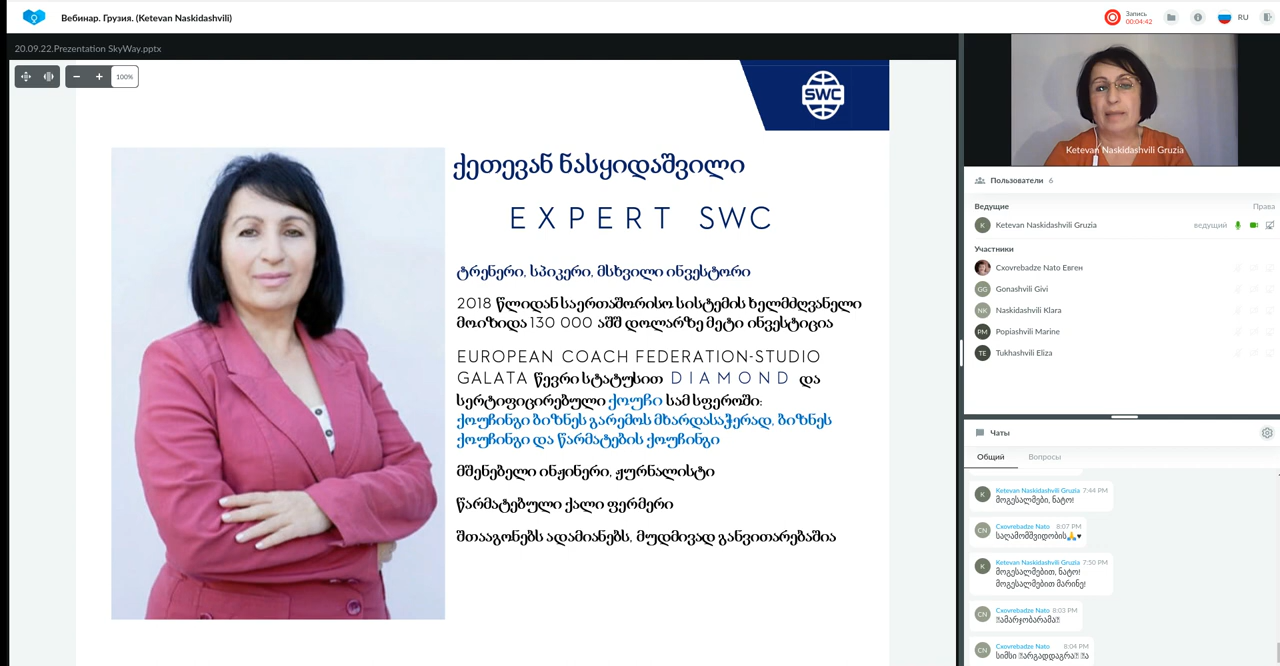 Вебинар. Грузия. (Ketevan Naskidashvili)
Запись
00:04:42
RU
20.09.22.Prezentation SkyWay.pptx
100%
SWC
ქეთევან ნასყიდაშვილი
EXPERT SWC
ტრენერი, სპიკერი, მსხვილი ინვესტორი
2018 წლიდან საერთაშორისო სისტემის ხელმძღვანელი
მოიზიდა 130 000 აშშ დოლარზე მეტი ინვესტიცია
EUROPEAN COACH FEDERATION-STUDIO
GALATA წევრი სტატუსით DIAMOND და
სერტიფიცირებული ქოუჩი სამ სფეროში:
ქოუჩინგი ბიზნეს გარემოს მხარდასაჭერად, ბიზნეს
ქოუჩინგი და წარმატების ქოუჩინგი
მშენებელი ინჟინერი, ჟურნალისტი
წარმატებული ქალი ფერმერი
შთააგონებს ადამიანებს, მუდმივად განვითარებაშია
Ketevan Naskidashvili Gruzia
Пользователи 6
Ведущие Права
K Ketevan Naskidashvili Gruzia ведущий
Участники
Cxovrebadze Nato Евген
GG Gonashvili Givi
NK Naskidashvili Klara
PM Popiashvili Marine
TE Tukhashvili Eliza
Чаты
Общий Вопросы
K Ketevan Naskidashvili Gruzia 7:44 PM
მოგესალმები, ნატო!
CN Cxovrebadze Nato 8:07 PM
საღამომშვიდობის🙏♥
K Ketevan Naskidashvili Gruzia 7:50 PM
მოგესალმებით, ნატო!
მოგესალმებით მარინე!
CN Cxovrebadze Nato 8:03 PM
CN Cxovrebadze Nato 8:04 PM